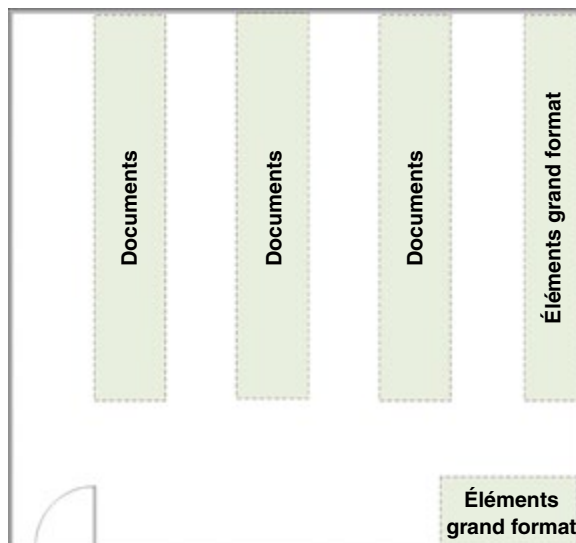 Documents
Documents
Documents
Éléments grand format
Éléments
grand format